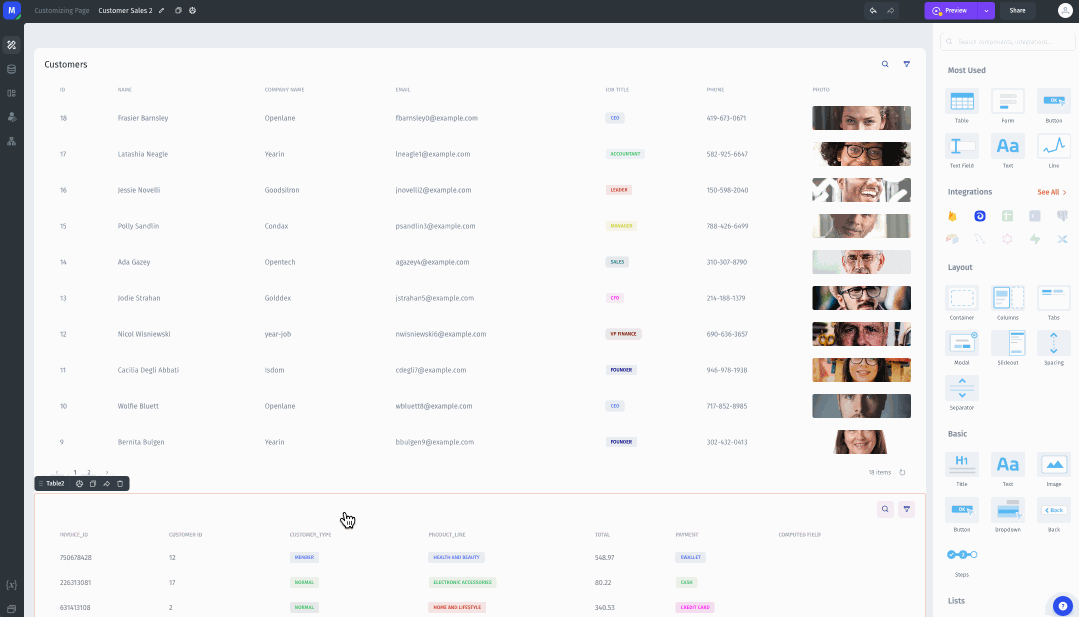 M Customizing Page Customer Sales 2 Preview Share
Search components, integrations...
Customers
ID NAME COMPANY NAME EMAIL JOB TITLE PHONE PHOTO
18 Frasier Barnsley Openlane fbarnsley0@example.com CEO 419-673-0671
17 Latashia Neagle Yearin lneagle1@example.com ACCOUNTANT 582-925-6647
16 Jessie Novelli Goodsilron jnovelli2@example.com LEADER 150-598-2040
15 Polly Sandlin Condax psandlin3@example.com MANAGER 788-426-6499
14 Ada Gazey Opentech agazey4@example.com SALES 310-307-8790
13 Jodie Strahan Golddex jstrahan5@example.com CFO 214-188-1379
12 Nicol Wisniewski year-job nwisniewski6@example.com VP FINANCE 690-636-3657
11 Cacilia Degli Abbati Isdom cdegli7@example.com FOUNDER 946-978-1938
10 Wolfie Bluett Openlane wbluett8@example.com CEO 717-852-8985
9 Bernita Bulgen Yearin bbulgen9@example.com FOUNDER 302-432-0413
< 1 2 > 18 items
Table2
INVOICE_ID CUSTOMER ID CUSTOMER_TYPE PRODUCT_LINE TOTAL PAYMENT COMPUTED FIELD
750678428 12 MEMBER HEALTH AND BEAUTY 548.97 EWALLET
226313081 17 NORMAL ELECTRONIC ACCESSORIES 80.22 CASH
631413108 2 NORMAL HOME AND LIFESTYLE 340.53 CREDIT CARD
{x}
Most Used
OK
Table Form Button
Aa
Text Field Text Line
Integrations See All >
Layout
Container Columns Tabs
Modal Slideout Spacing
Separator
Basic
H1 Aa
Title Text Image
OK < Back
Button Dropdown Back
Steps
Lists
?